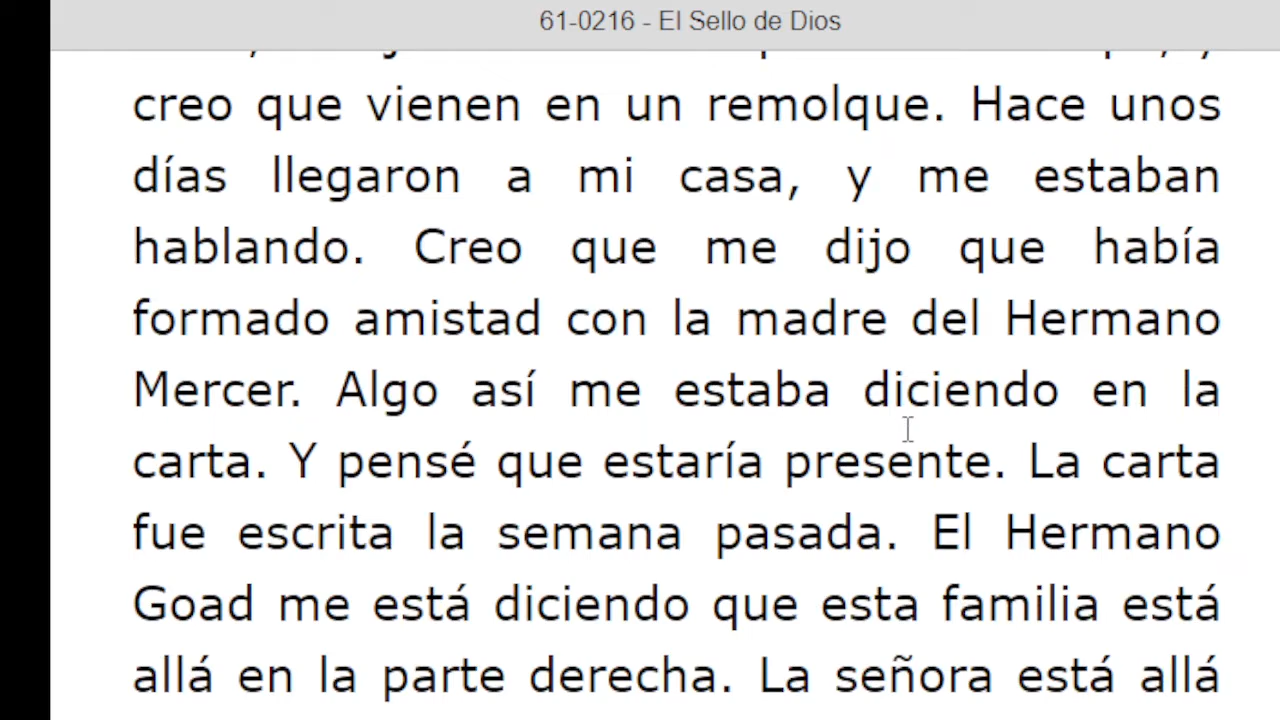 61-0216 - El Sello de Dios
creo que vienen en un remolque. Hace unos
días llegaron a mi casa, y me estaban
hablando. Creo que me dijo que había
formado amistad con la madre del Hermano
Mercer. Algo así me estaba diciendo en la
carta. Y pensé que estaría presente. La carta
fue escrita la semana pasada. El Hermano
Goad me está diciendo que esta familia está
allá en la parte derecha. La señora está allá